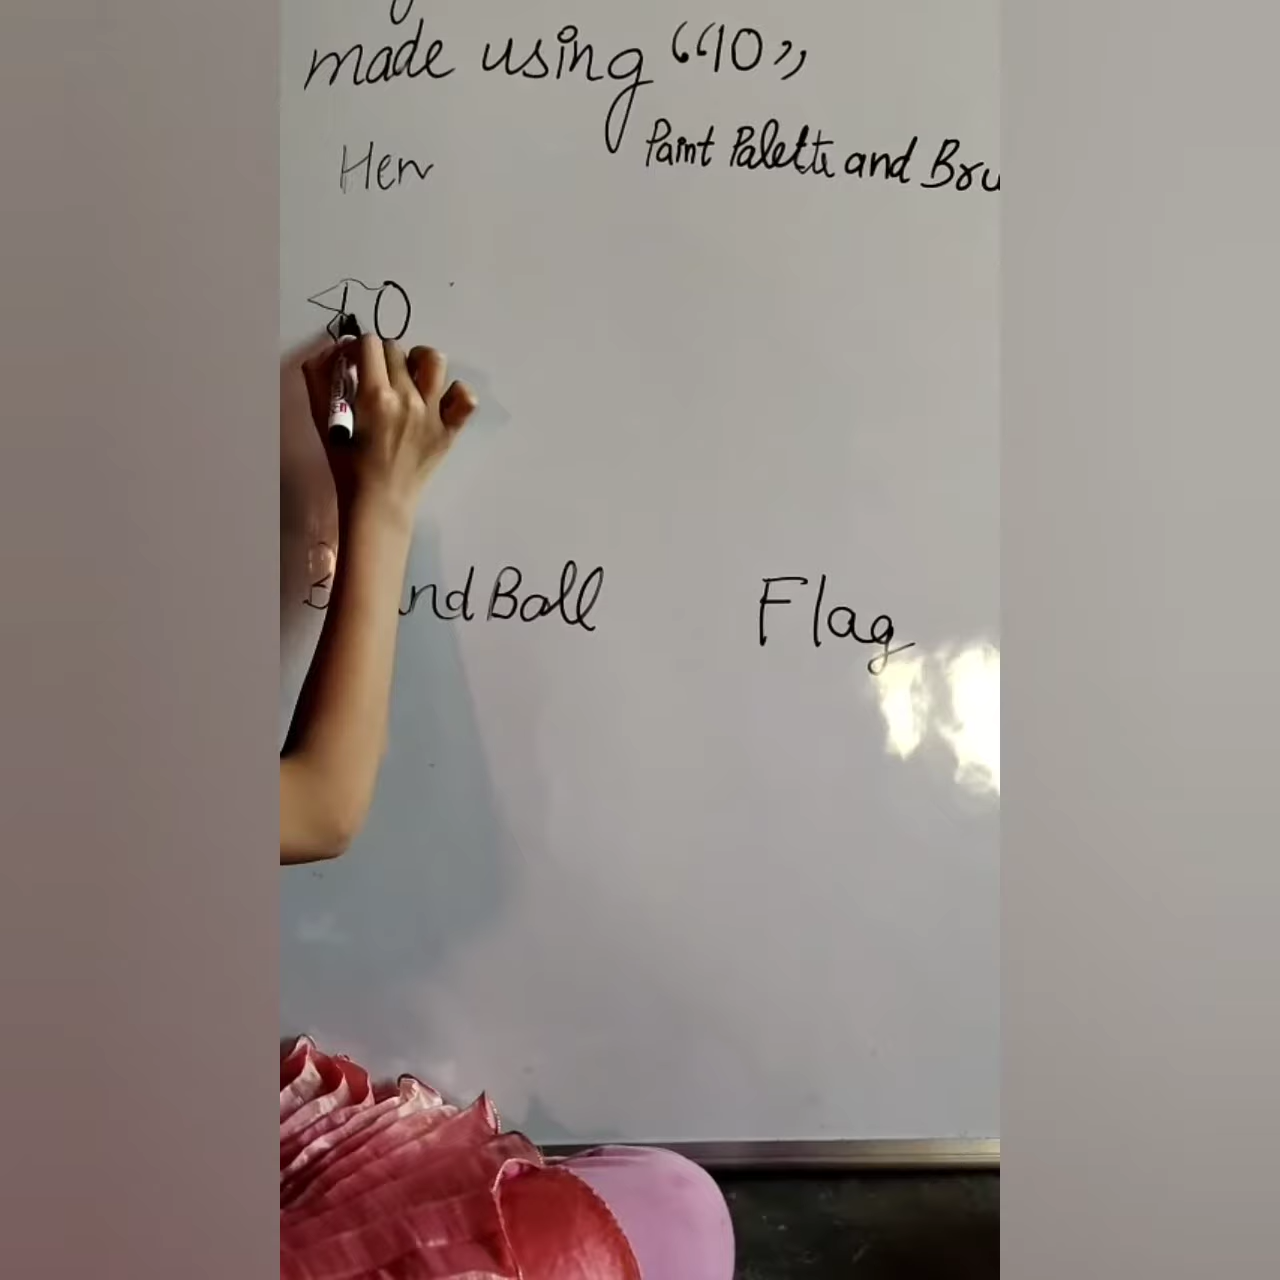 made using “10”
Hen
Paint Palette and Bru
10
nd Ball
Flag